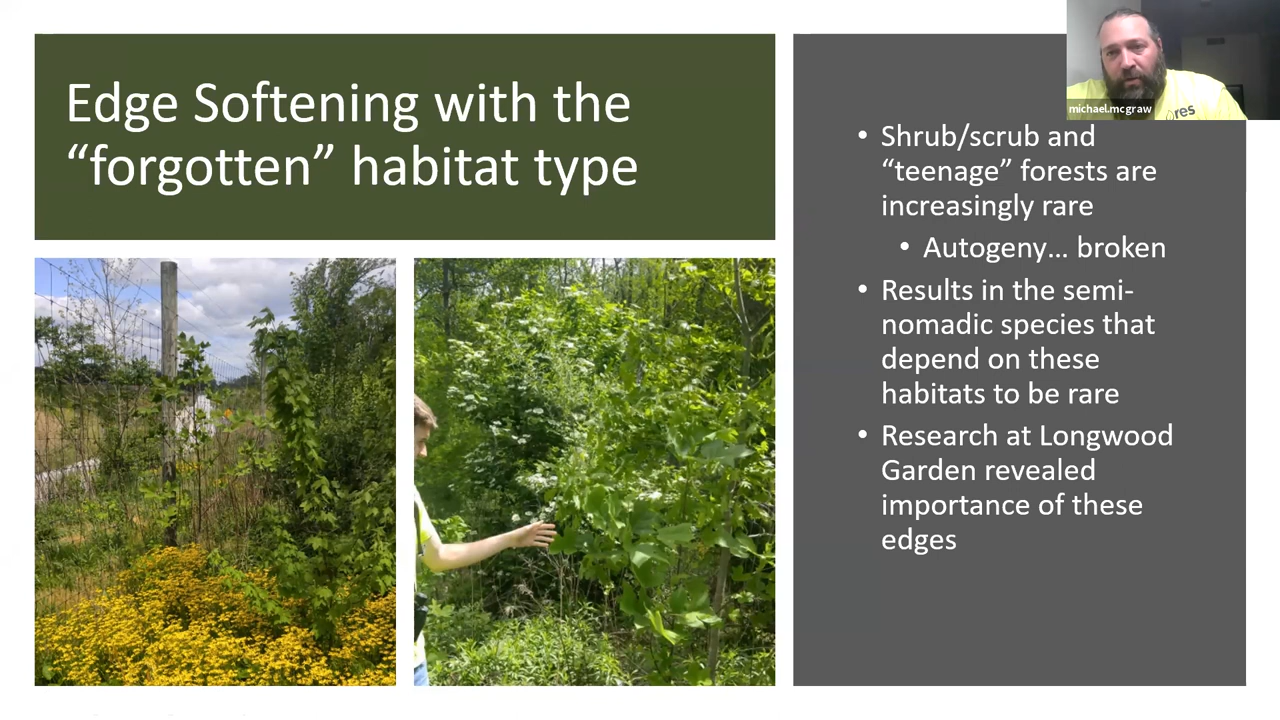 Edge Softening with the
“forgotten” habitat type
michael.mcgraw
res
• Shrub/scrub and
“teenage” forests are
increasingly rare
• Autogeny… broken
• Results in the semi-
nomadic species that
depend on these
habitats to be rare
• Research at Longwood
Garden revealed
importance of these
edges